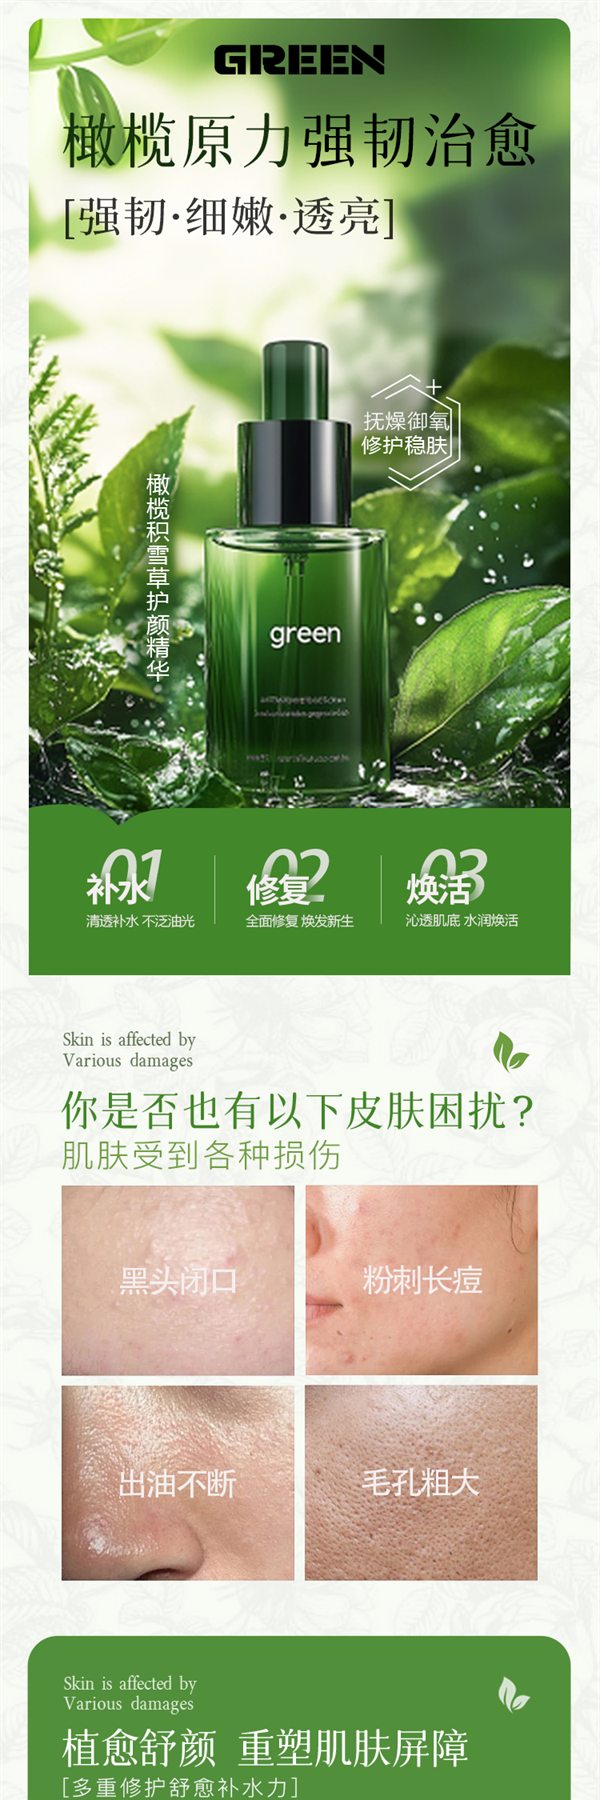 GREEN
橄榄原力强韧治愈
[强韧·细嫩·透亮]
抚燥御氧
修护稳肤
橄榄积雪草护颜精华
green
01
补水
清透补水 不泛油光
02
修复
全面修复 焕发新生
03
焕活
沁透肌底 水润焕活
Skin is affected by
Various damages
你是否也有以下皮肤困扰?
肌肤受到各种损伤
黑头闭口
粉刺长痘
出油不断
毛孔粗大
Skin is affected by
Various damages
植愈舒颜 重塑肌肤屏障
[多重修护舒愈补水力]